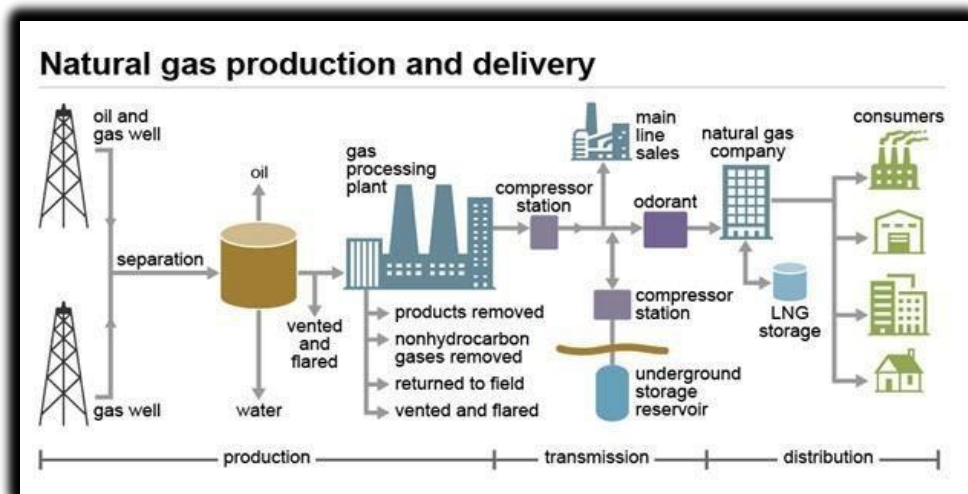 Natural gas production and delivery
oil and
gas well
oil
separation
gas well
water
vented
and
flared
gas
processing
plant
products removed
nonhydrocarbon
gases removed
returned to field
vented and flared
compressor
station
main
line
sales
odorant
compressor
station
underground
storage
reservoir
natural gas
company
LNG
storage
consumers
production
transmission
distribution